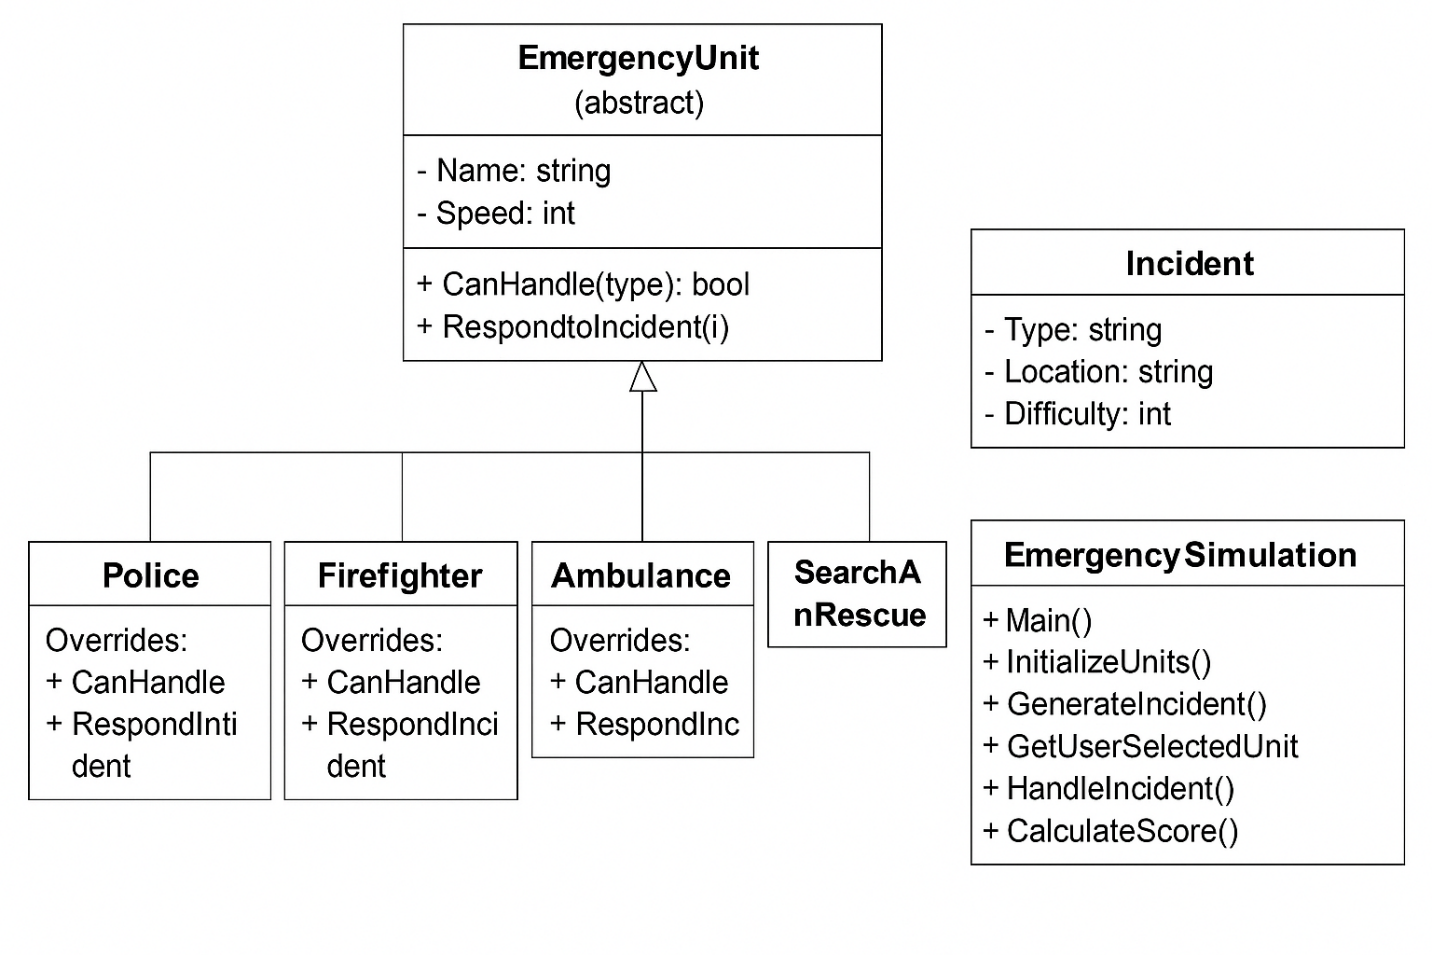 EmergencyUnit
(abstract)
- Name: string
- Speed: int
+ CanHandle(type): bool
+ RespondtoIncident(i)
Incident
- Type: string
- Location: string
- Difficulty: int
Police
Overrides:
+ CanHandle
+ RespondInti
dent
Firefighter
Overrides:
+ CanHandle
+ RespondInci
dent
Ambulance
Overrides:
+ CanHandle
+ RespondInc
SearchA
nRescue
EmergencySimulation
+ Main()
+ InitializeUnits()
+ GenerateIncident()
+ GetUserSelectedUnit
+ HandleIncident()
+ CalculateScore()